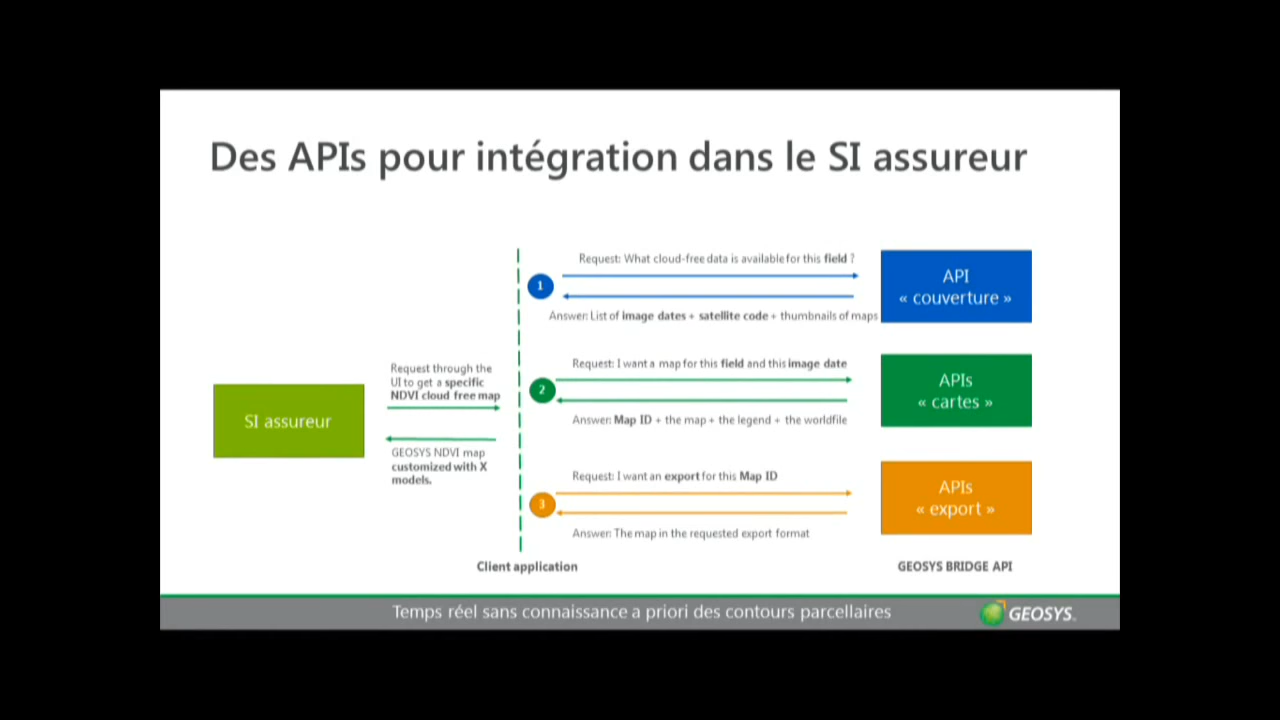 Des APIs pour intégration dans le SI assureur
Request: What cloud-free data is available for this field ?
1
API
« couverture »
Answer: List of image dates + satellite code + thumbnails of maps
Request through the
UI to get a specific
NDVI cloud free map
Request: I want a map for this field and this image date
2
APIs
« cartes »
Answer: Map ID + the map + the legend + the worldfile
SI assureur
GEOSYS NDVI map
customized with X
models.
Request: I want an export for this Map ID
3
APIs
« export »
Answer: The map in the requested export format
Client application
GEOSYS BRIDGE API
Temps réel sans connaissance a priori des contours parcellaires
GEOSYS